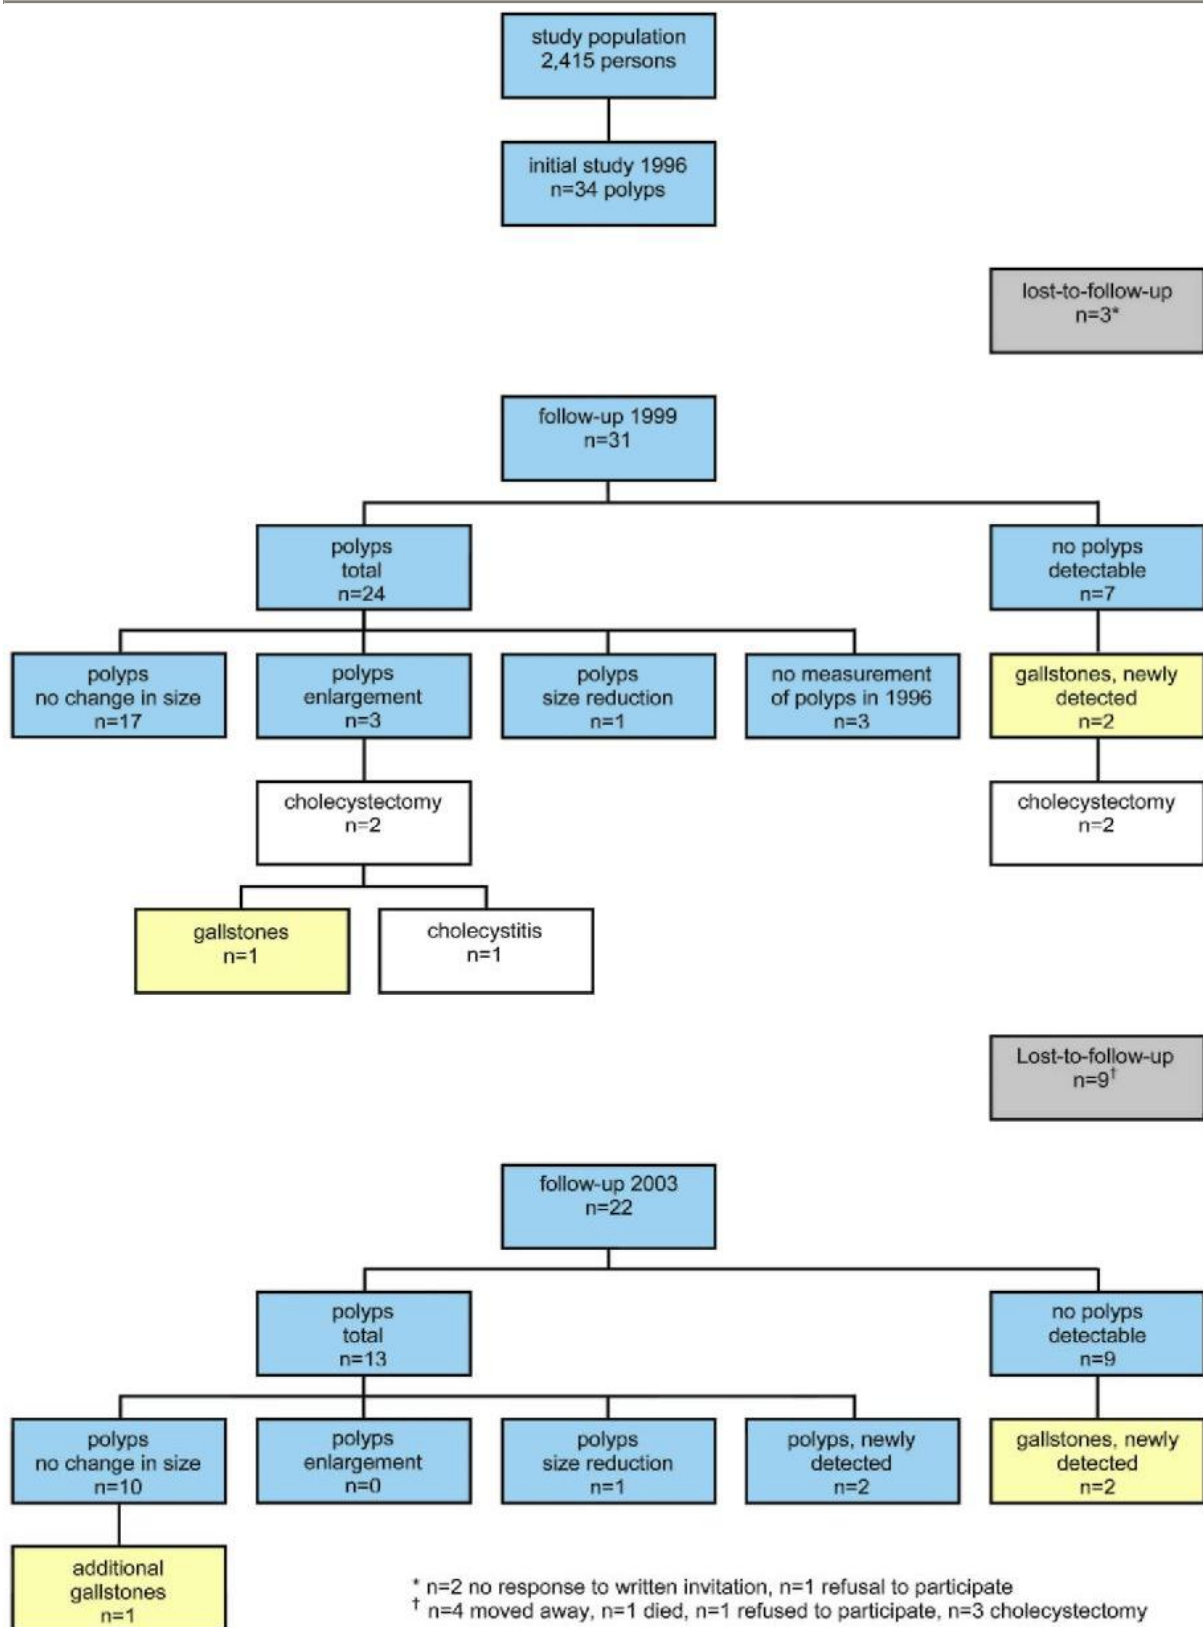 study population
2,415 persons
initial study 1996
n=34 polyps
lost-to-follow-up
n=3*
follow-up 1999
n=31
polyps
total
n=24
no polyps
detectable
n=7
polyps
no change in size
n=17
polyps
enlargement
n=3
polyps
size reduction
n=1
no measurement
of polyps in 1996
n=3
gallstones, newly
detected
n=2
cholecystectomy
n=2
cholecystectomy
n=2
gallstones
n=1
cholecystitis
n=1
Lost-to-follow-up
n=9†
follow-up 2003
n=22
polyps
total
n=13
no polyps
detectable
n=9
polyps
no change in size
n=10
polyps
enlargement
n=0
polyps
size reduction
n=1
polyps, newly
detected
n=2
gallstones, newly
detected
n=2
additional
gallstones
n=1
* n=2 no response to written invitation, n=1 refusal to participate
† n=4 moved away, n=1 died, n=1 refused to participate, n=3 cholecystectomy